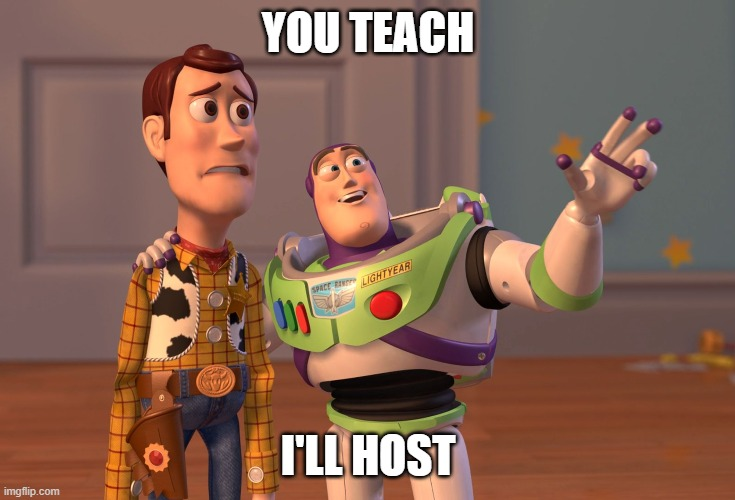 YOU TEACH
SPACE RANGER
LIGHTYEAR
I'LL HOST
imgflip.com